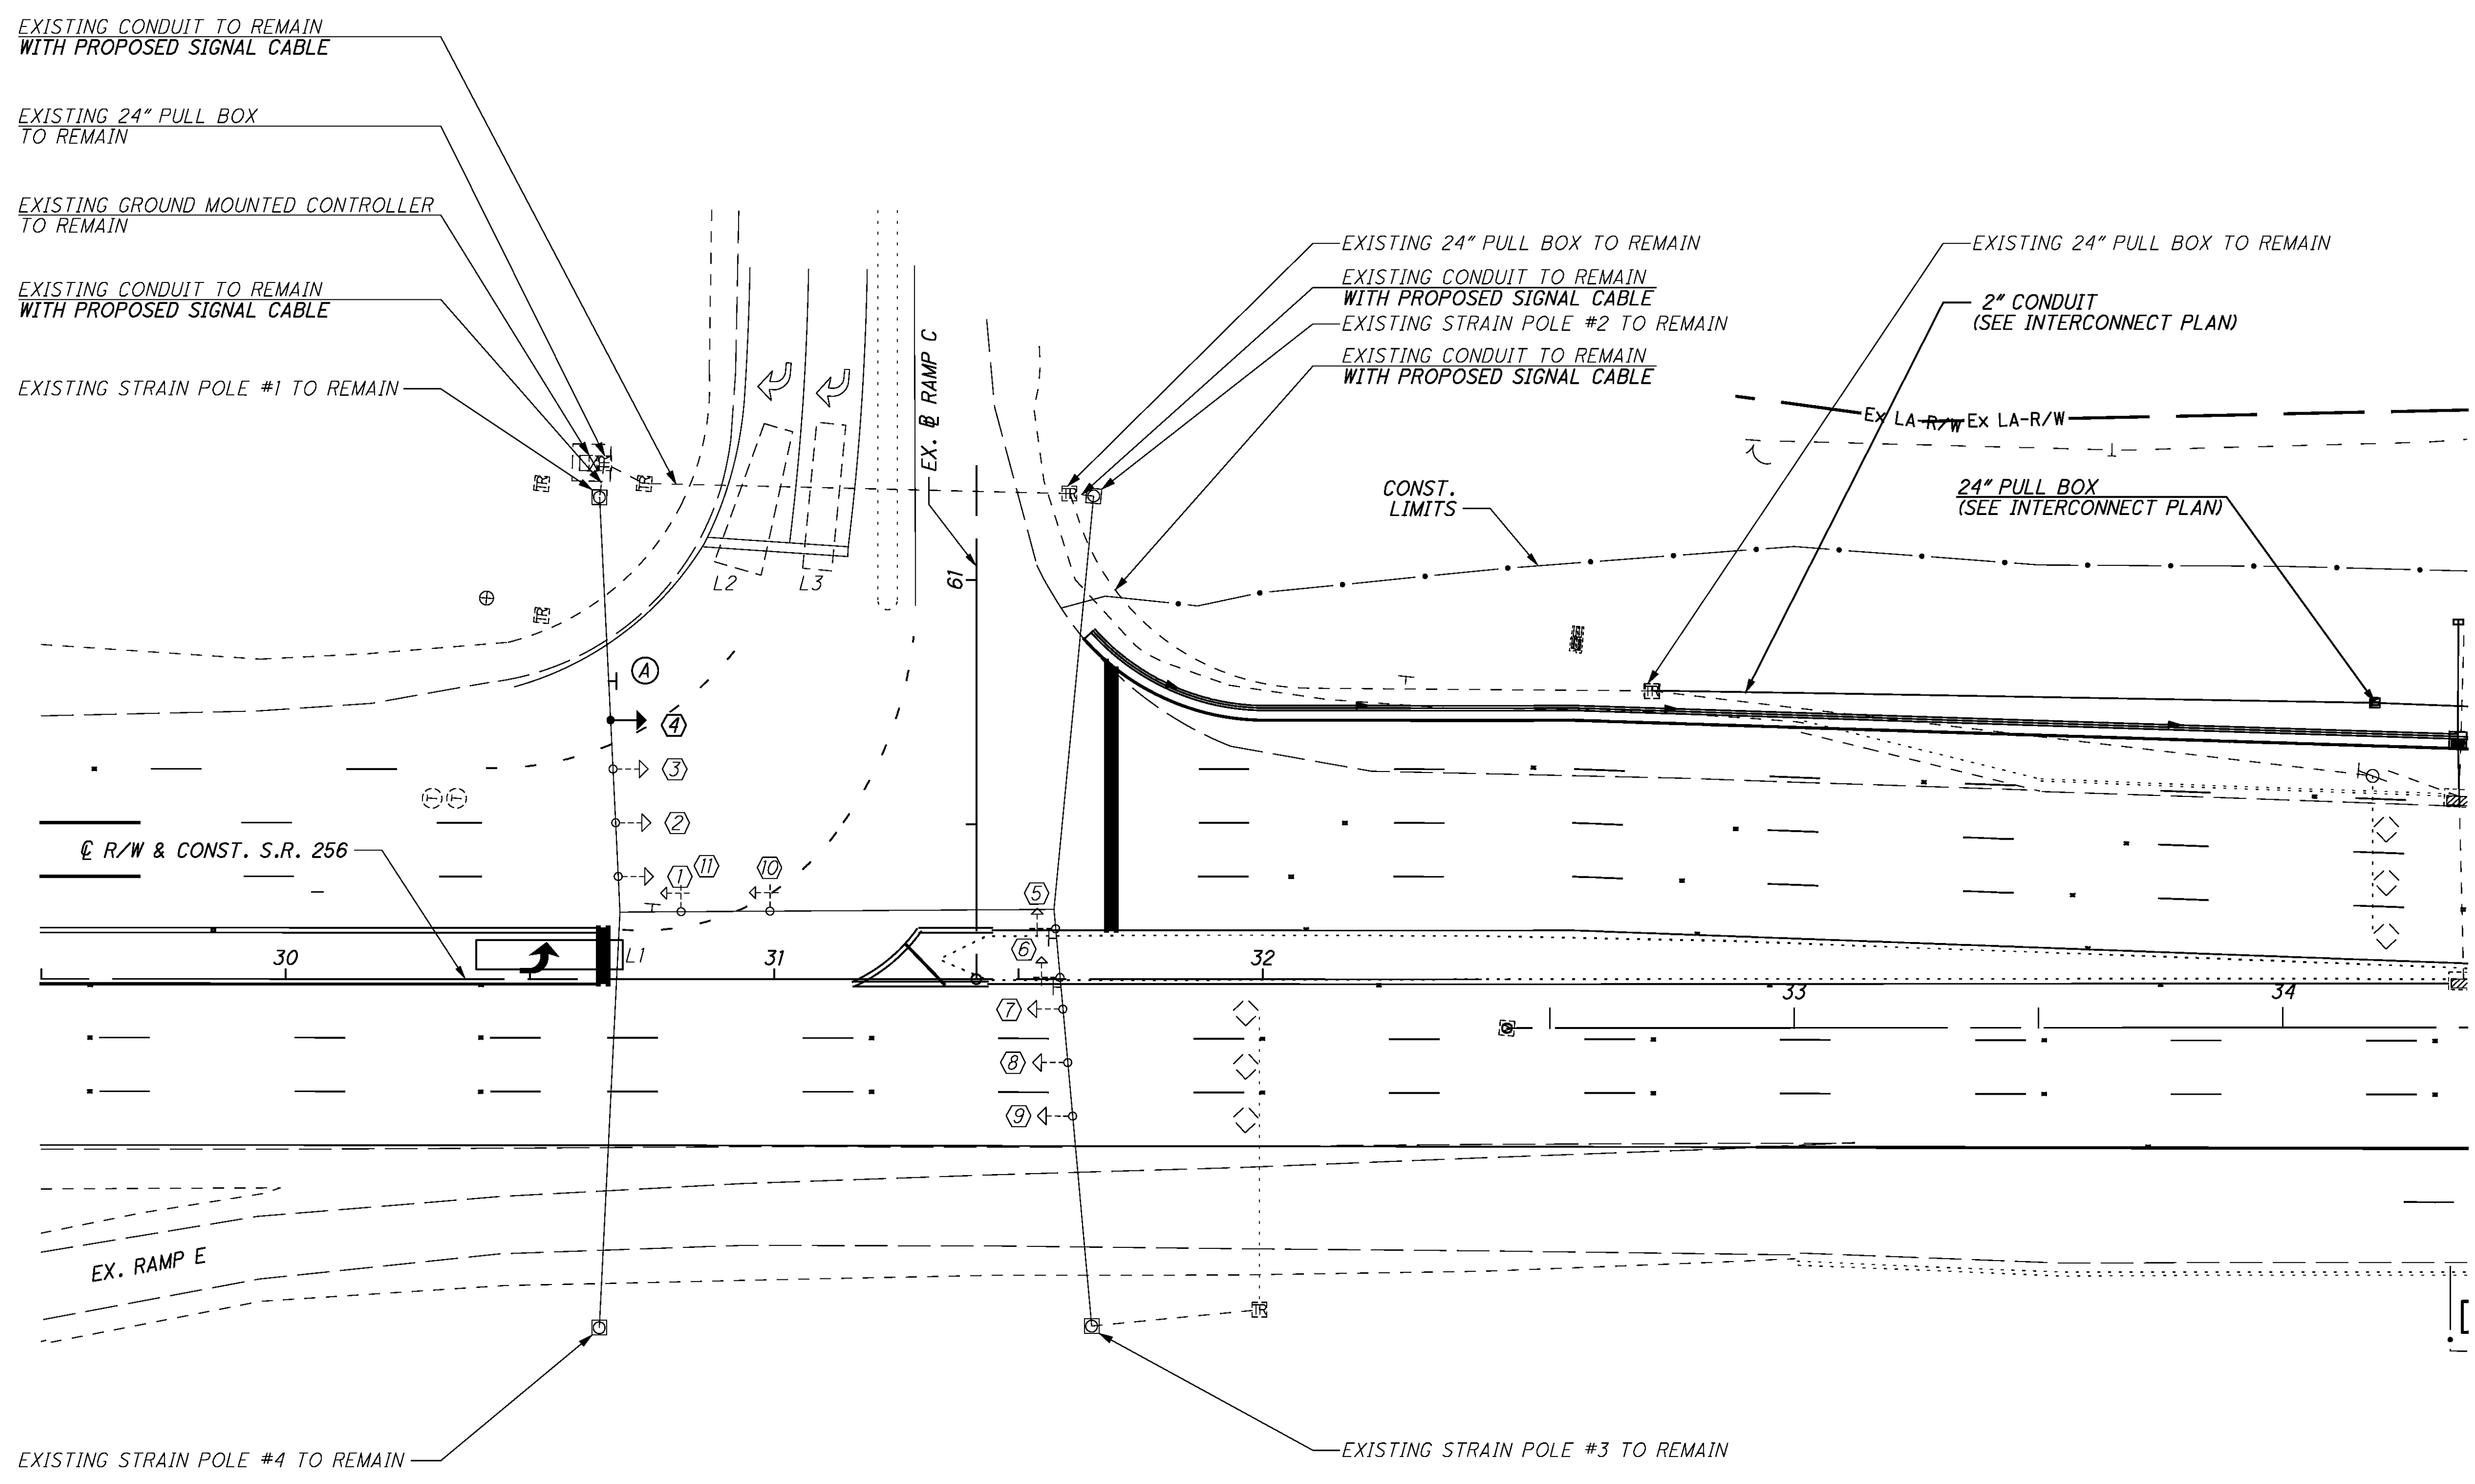 EXISTING CONDUIT TO REMAIN
WITH PROPOSED SIGNAL CABLE
EXISTING 24" PULL BOX
TO REMAIN
EXISTING GROUND MOUNTED CONTROLLER
TO REMAIN
EXISTING CONDUIT TO REMAIN
WITH PROPOSED SIGNAL CABLE
EXISTING STRAIN POLE #1 TO REMAIN
EXISTING 24" PULL BOX TO REMAIN
EXISTING CONDUIT TO REMAIN
WITH PROPOSED SIGNAL CABLE
EXISTING STRAIN POLE #2 TO REMAIN
EXISTING CONDUIT TO REMAIN
WITH PROPOSED SIGNAL CABLE
EXISTING 24" PULL BOX TO REMAIN
2" CONDUIT
(SEE INTERCONNECT PLAN)
Ex LA-R/W Ex LA-R/W
24" PULL BOX
(SEE INTERCONNECT PLAN)
CONST.
LIMITS
EX. ℄ RAMP C
61
TR
TR
TR
TR
TR
TR
L2
L3
A
4
3
2
1
11
10
5
6
7
8
9
℄ R/W & CONST. S.R. 256
L1
30
31
32
33
34
EX. RAMP E
EXISTING STRAIN POLE #4 TO REMAIN
EXISTING STRAIN POLE #3 TO REMAIN